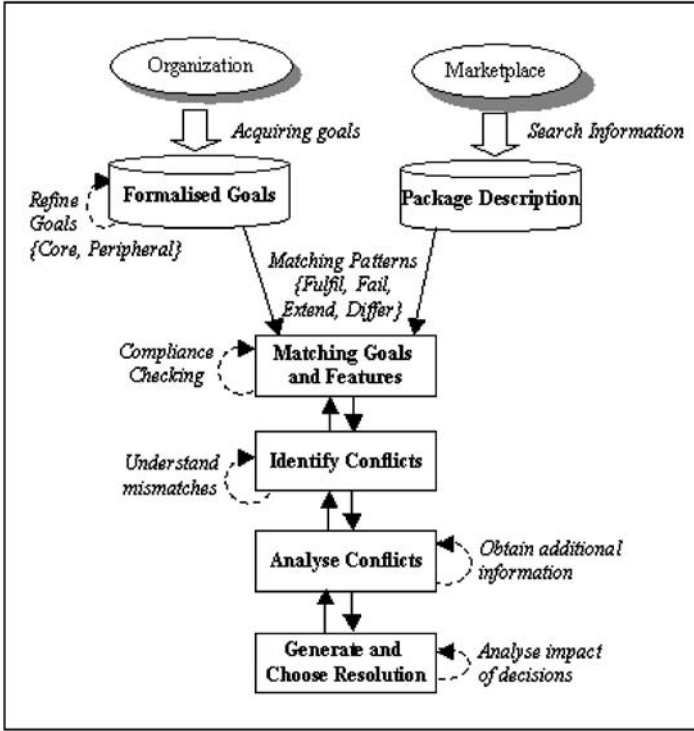 Organization
Marketplace
Acquiring goals
Search Information
Formalised Goals
Package Description
Refine
Goals
{Core, Peripheral}
Matching Patterns
{Fulfil, Fail,
Extend, Differ}
Compliance
Checking
Matching Goals
and Features
Understand
mismatches
Identify Conflicts
Analyse Conflicts
Obtain additional
information
Generate and
Choose Resolution
Analyse impact
of decisions